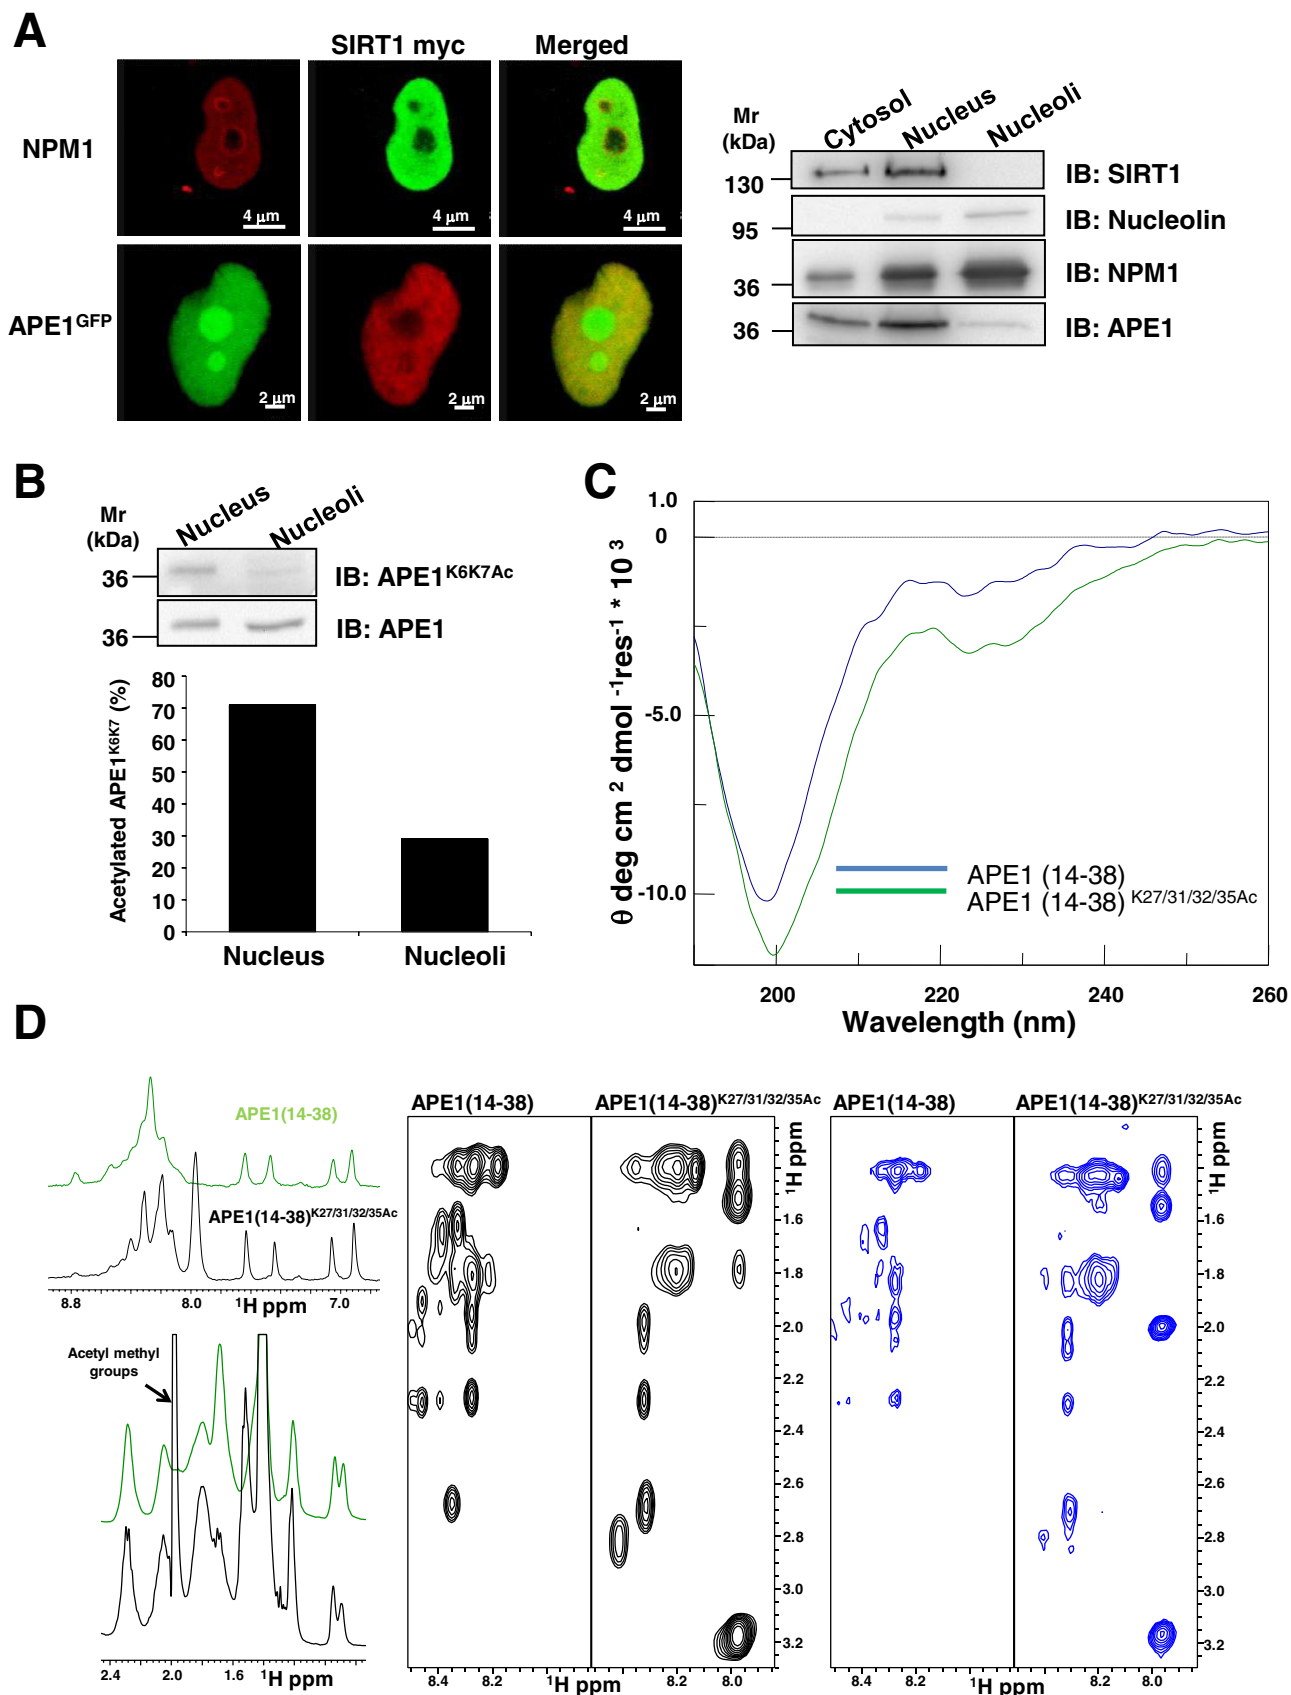 A
SIRT1 myc
Merged
NPM1
4 µm
4 µm
4 µm
APE1GFP
2 µm
2 µm
2 µm
Mr
(kDa)
Cytosol
Nucleus
Nucleoli
130
IB: SIRT1
95
IB: Nucleolin
36
IB: NPM1
36
IB: APE1
B
Mr
(kDa)
Nucleus
Nucleoli
36
IB: APE1K6K7Ac
36
IB: APE1
Acetylated APE1K6K7 (%)
80
70
60
50
40
30
20
10
0
Nucleus
Nucleoli
C
θ deg cm 2 dmol -1res-1 * 10 3
1.0
0
-5.0
-10.0
APE1 (14-38)
APE1 (14-38) K27/31/32/35Ac
200
220
240
260
Wavelength (nm)
D
APE1(14-38)
APE1(14-38)K27/31/32/35Ac
8.8
8.0
1H ppm
7.0
Acetyl methyl
groups
2.4
2.0
1.6
1H ppm
APE1(14-38)
APE1(14-38)K27/31/32/35Ac
1H ppm
1.6
1.8
2.0
2.2
2.4
2.6
2.8
3.0
3.2
8.4
8.2
1H ppm
8.2
8.0
APE1(14-38)
APE1(14-38)K27/31/32/35Ac
1H ppm
1.6
1.8
2.0
2.2
2.4
2.6
2.8
3.0
3.2
8.4
8.2
1H ppm
8.2
8.0